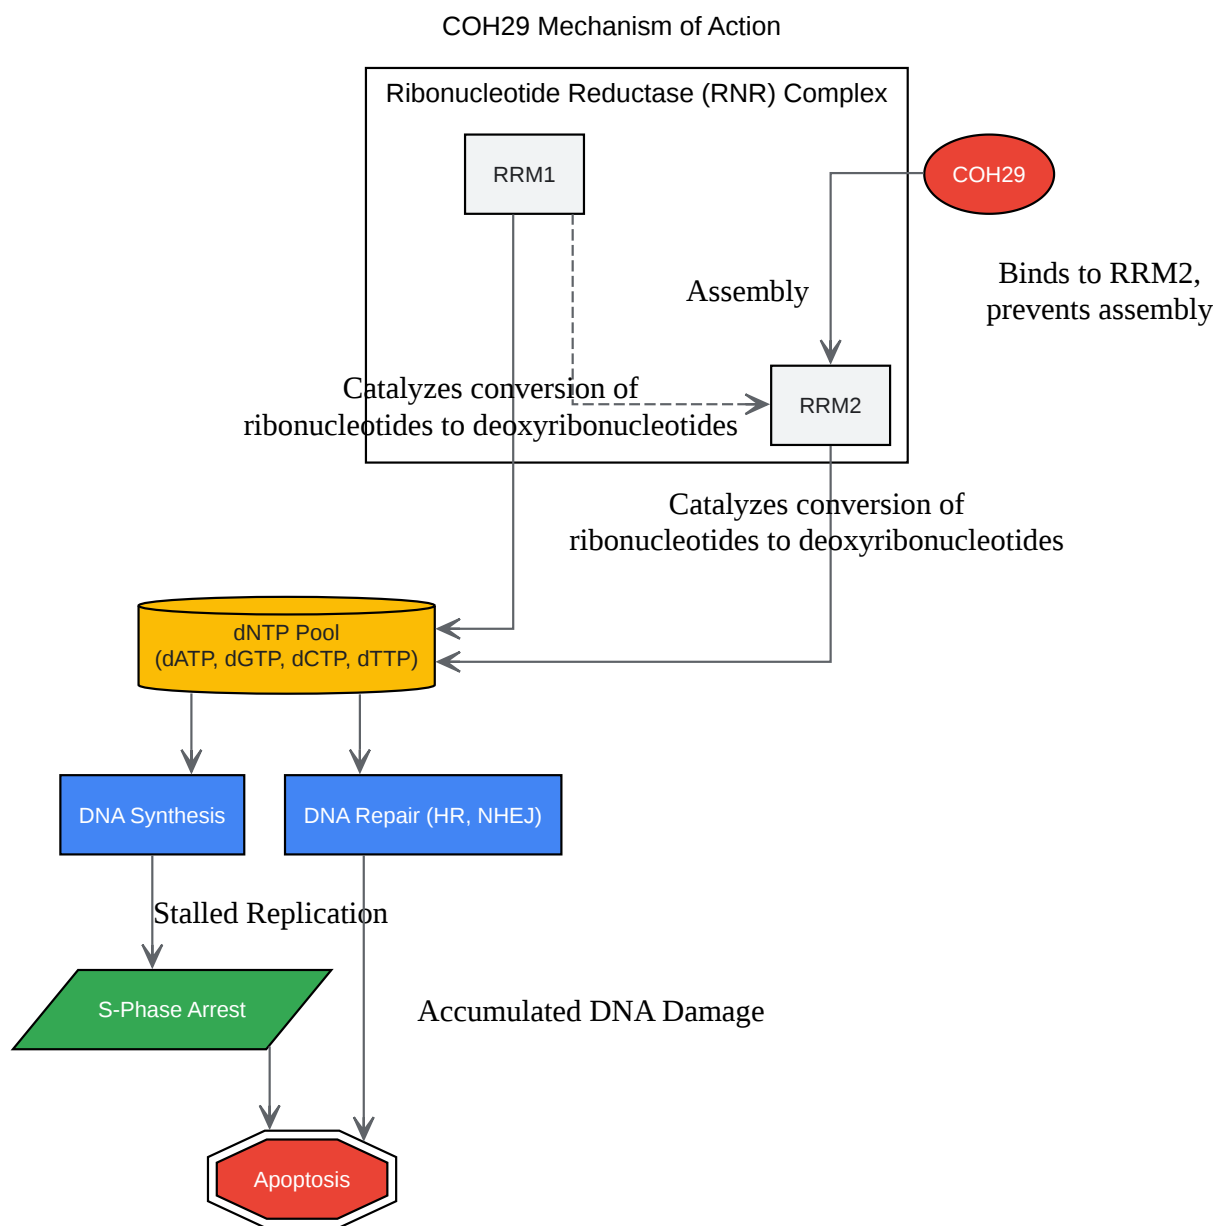 COH29 Mechanism of Action
Ribonucleotide Reductase (RNR) Complex
RRM1
COH29
Binds to RRM2,
prevents assembly
Assembly
Catalyzes conversion of
ribonucleotides to deoxyribonucleotides
RRM2
Catalyzes conversion of
ribonucleotides to deoxyribonucleotides
dNTP Pool
(dATP, dGTP, dCTP, dTTP)
DNA Synthesis
DNA Repair (HR, NHEJ)
Stalled Replication
S-Phase Arrest
Accumulated DNA Damage
Apoptosis